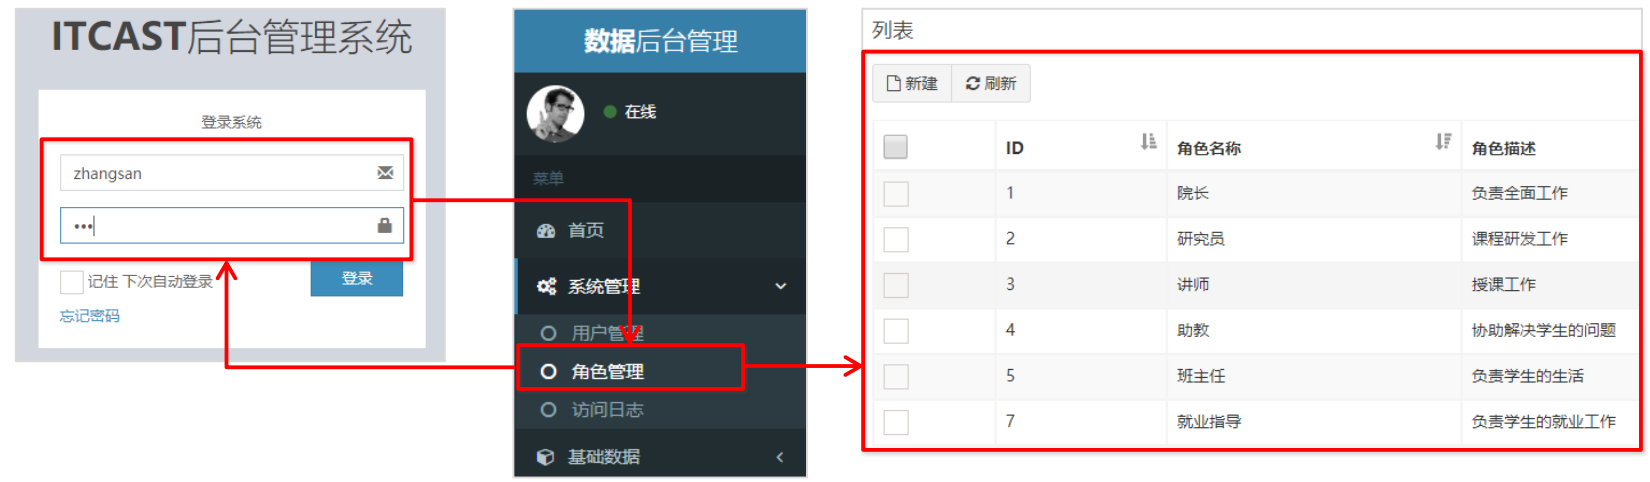 ITCAST后台管理系统
登录系统
zhangsan
•••
记住 下次自动登录
登录
忘记密码
数据后台管理
在线
菜单
首页
系统管理
用户管理
角色管理
访问日志
基础数据
列表
新建 刷新
ID 角色名称 角色描述
1 院长 负责全面工作
2 研究员 课程研发工作
3 讲师 授课工作
4 助教 协助解决学生的问题
5 班主任 负责学生的生活
7 就业指导 负责学生的就业工作